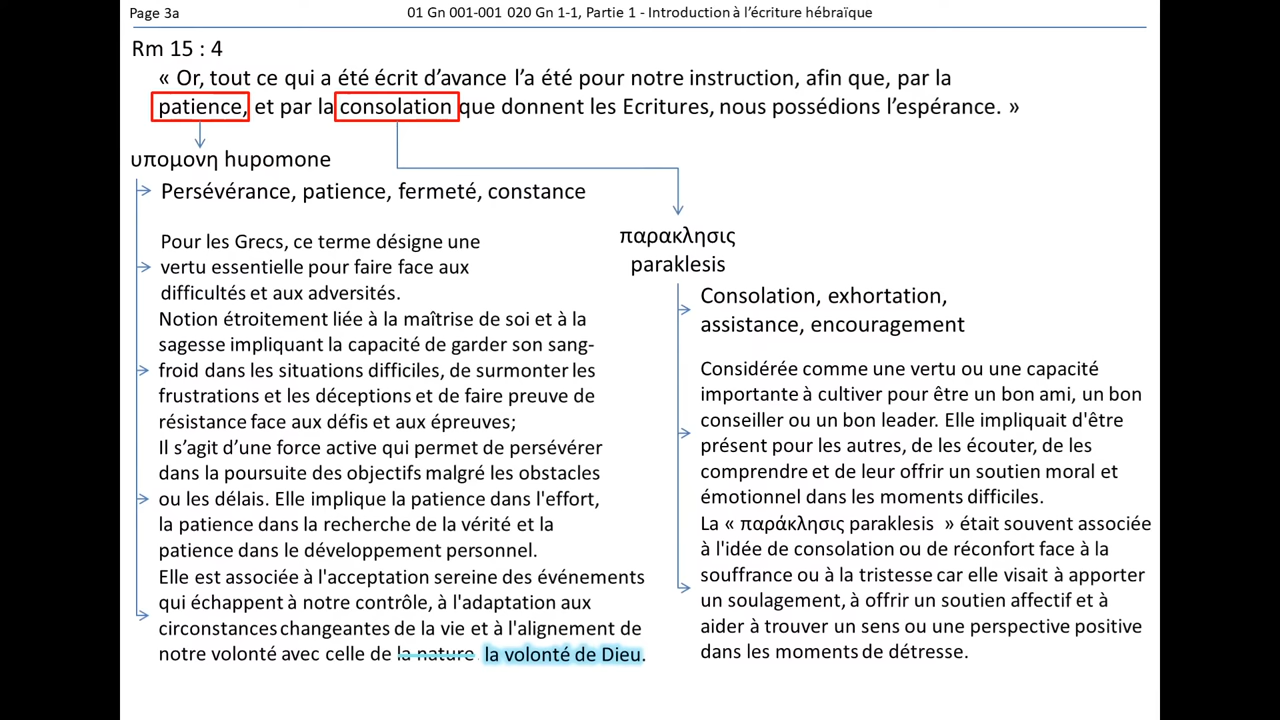 Page 3a
01 Gn 001-001 020 Gn 1-1, Partie 1 - Introduction à l’écriture hébraïque
Rm 15 : 4
« Or, tout ce qui a été écrit d’avance l’a été pour notre instruction, afin que, par la
patience, et par la consolation que donnent les Ecritures, nous possédions l’espérance. »
υπομονη hupomone
Persévérance, patience, fermeté, constance
Pour les Grecs, ce terme désigne une
vertu essentielle pour faire face aux
difficultés et aux adversités.
Notion étroitement liée à la maîtrise de soi et à la
sagesse impliquant la capacité de garder son sang-
froid dans les situations difficiles, de surmonter les
frustrations et les déceptions et de faire preuve de
résistance face aux défis et aux épreuves;
Il s’agit d’une force active qui permet de persévérer
dans la poursuite des objectifs malgré les obstacles
ou les délais. Elle implique la patience dans l'effort,
la patience dans la recherche de la vérité et la
patience dans le développement personnel.
Elle est associée à l'acceptation sereine des événements
qui échappent à notre contrôle, à l'adaptation aux
circonstances changeantes de la vie et à l'alignement de
notre volonté avec celle de la nature la volonté de Dieu.
παρακλησις
paraklesis
Consolation, exhortation,
assistance, encouragement
Considérée comme une vertu ou une capacité
importante à cultiver pour être un bon ami, un bon
conseiller ou un bon leader. Elle impliquait d'être
présent pour les autres, de les écouter, de les
comprendre et de leur offrir un soutien moral et
émotionnel dans les moments difficiles.
La « παράκλησις paraklesis » était souvent associée
à l'idée de consolation ou de réconfort face à la
souffrance ou à la tristesse car elle visait à apporter
un soulagement, à offrir un soutien affectif et à
aider à trouver un sens ou une perspective positive
dans les moments de détresse.